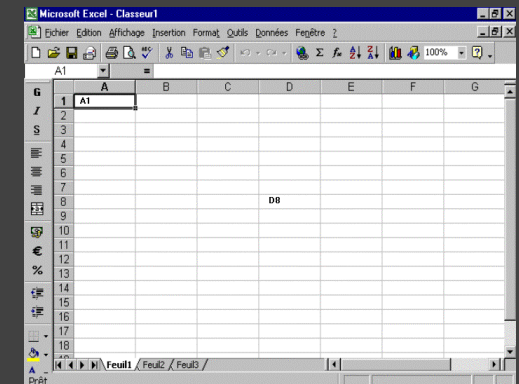 Microsoft Excel - Classeur1
Fichier Edition Affichage Insertion Format Outils Données Fenêtre ?
100%
A1 =
A B C D E F G
G
I
S
€
%
A
1 A1
2
3
4
5
6
7
8 D8
9
10
11
12
13
14
15
16
17
18
Feuil1 Feuil2 Feuil3
Prêt